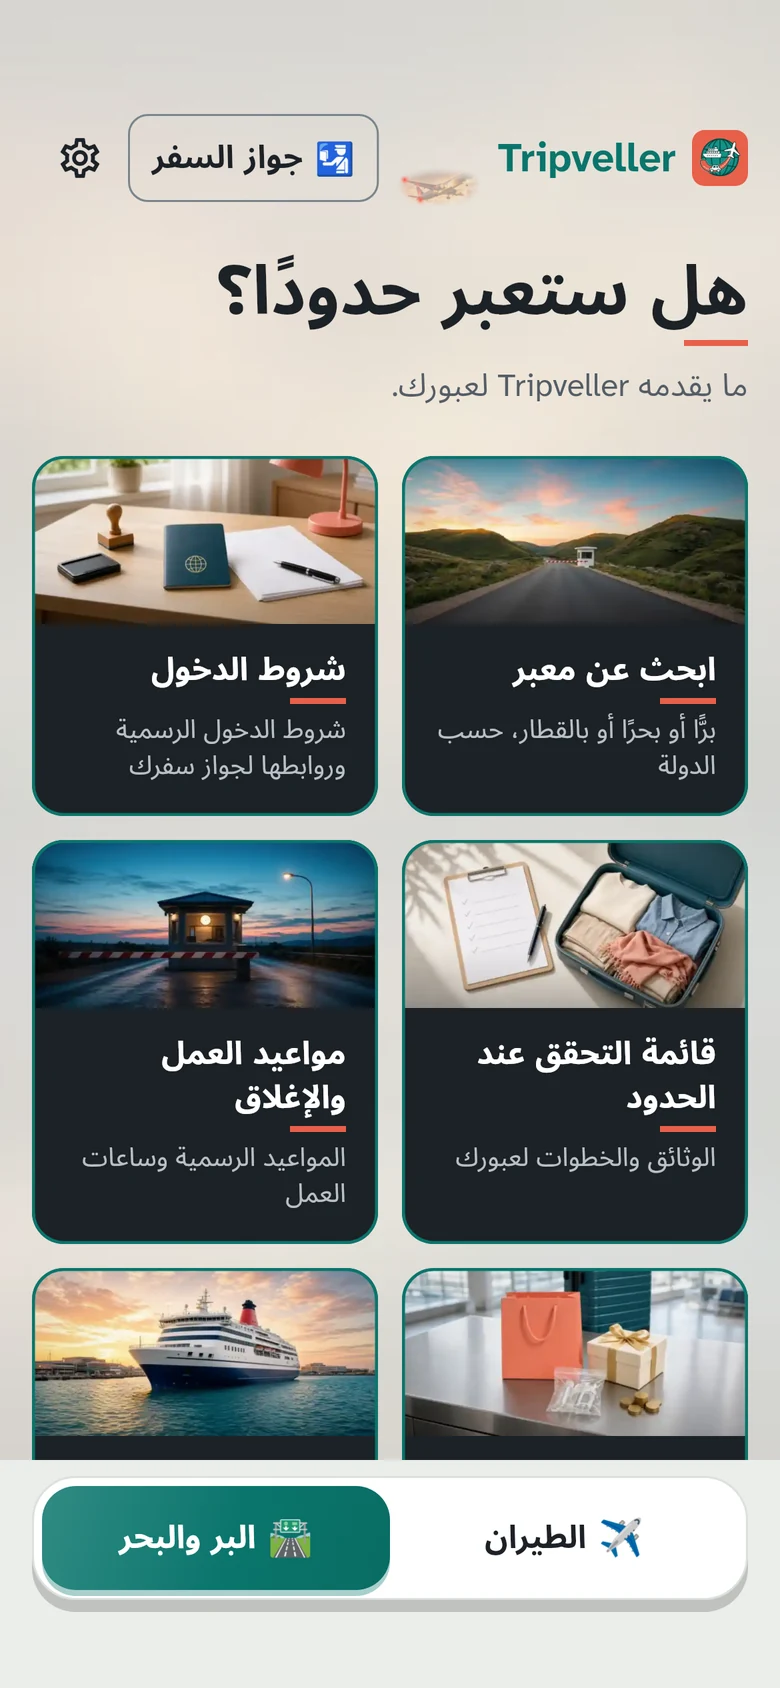 Tripveller
جواز السفر
هل ستعبر حدودًا؟
ما يقدمه Tripveller لعبورك.
ابحث عن معبر
برًّا أو بحرًا أو بالقطار، حسب
الدولة
شروط الدخول
شروط الدخول الرسمية
وروابطها لجواز سفرك
قائمة التحقق عند
الحدود
الوثائق والخطوات لعبورك
مواعيد العمل
والإغلاق
المواعيد الرسمية وساعات
العمل
الطيران
البر والبحر